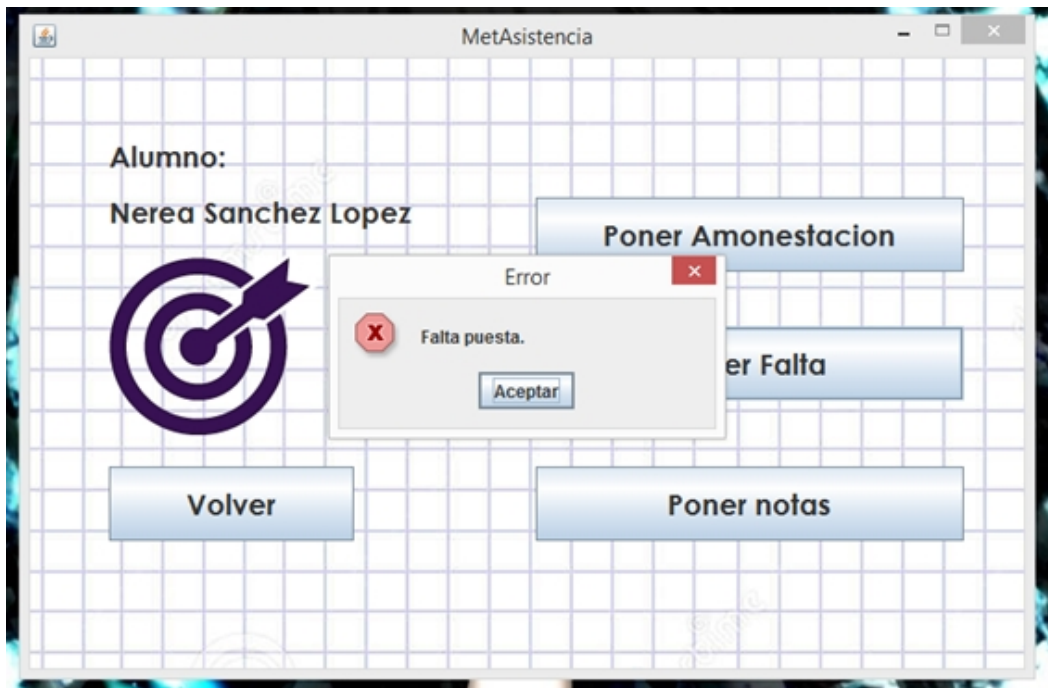 MetAsistencia
Alumno:
Nerea Sanchez Lopez
Poner Amonestacion
Error
Falta puesta.
Aceptar
er Falta
Volver
Poner notas